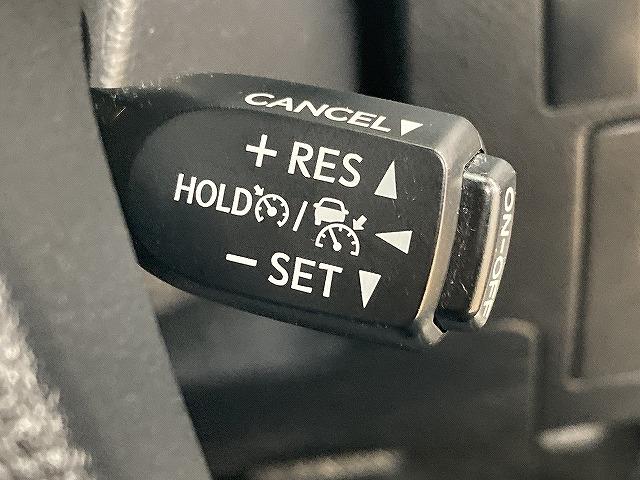 CANCEL▼
+ RES ▲
HOLD / ◀
− SET ▼
ON-OFF